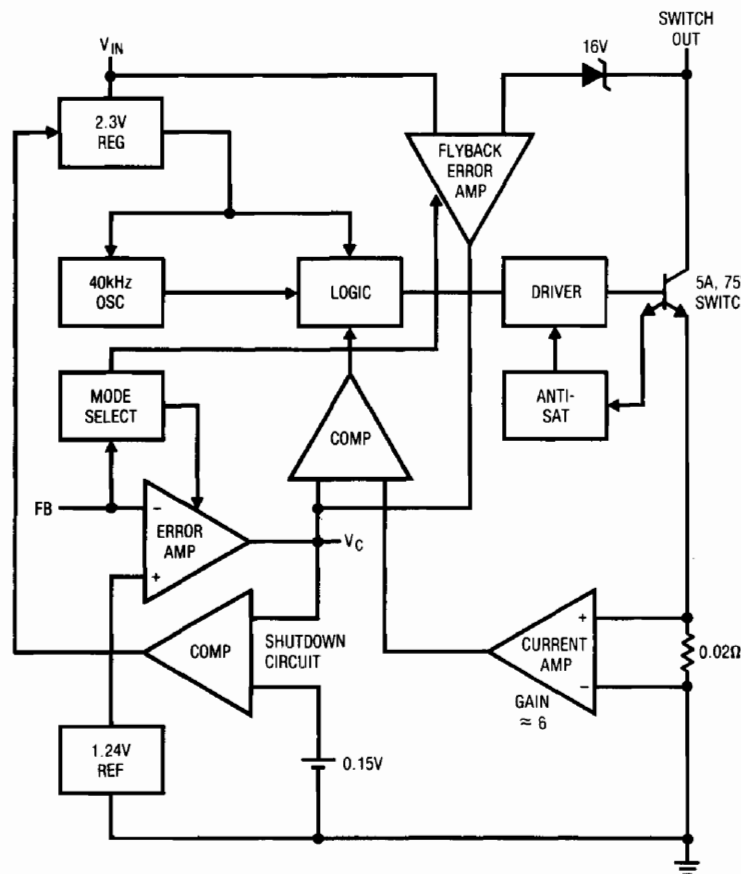 SWITCH
OUT
VIN
16V
2.3V
REG
FLYBACK
ERROR
AMP
40kHz
OSC
LOGIC
DRIVER
5A, 75
SWITC
MODE
SELECT
ANTI-
SAT
COMP
FB
−
ERROR
AMP
+
VC
COMP
SHUTDOWN
CIRCUIT
+
CURRENT
AMP
−
GAIN
≈ 6
0.02Ω
1.24V
REF
0.15V